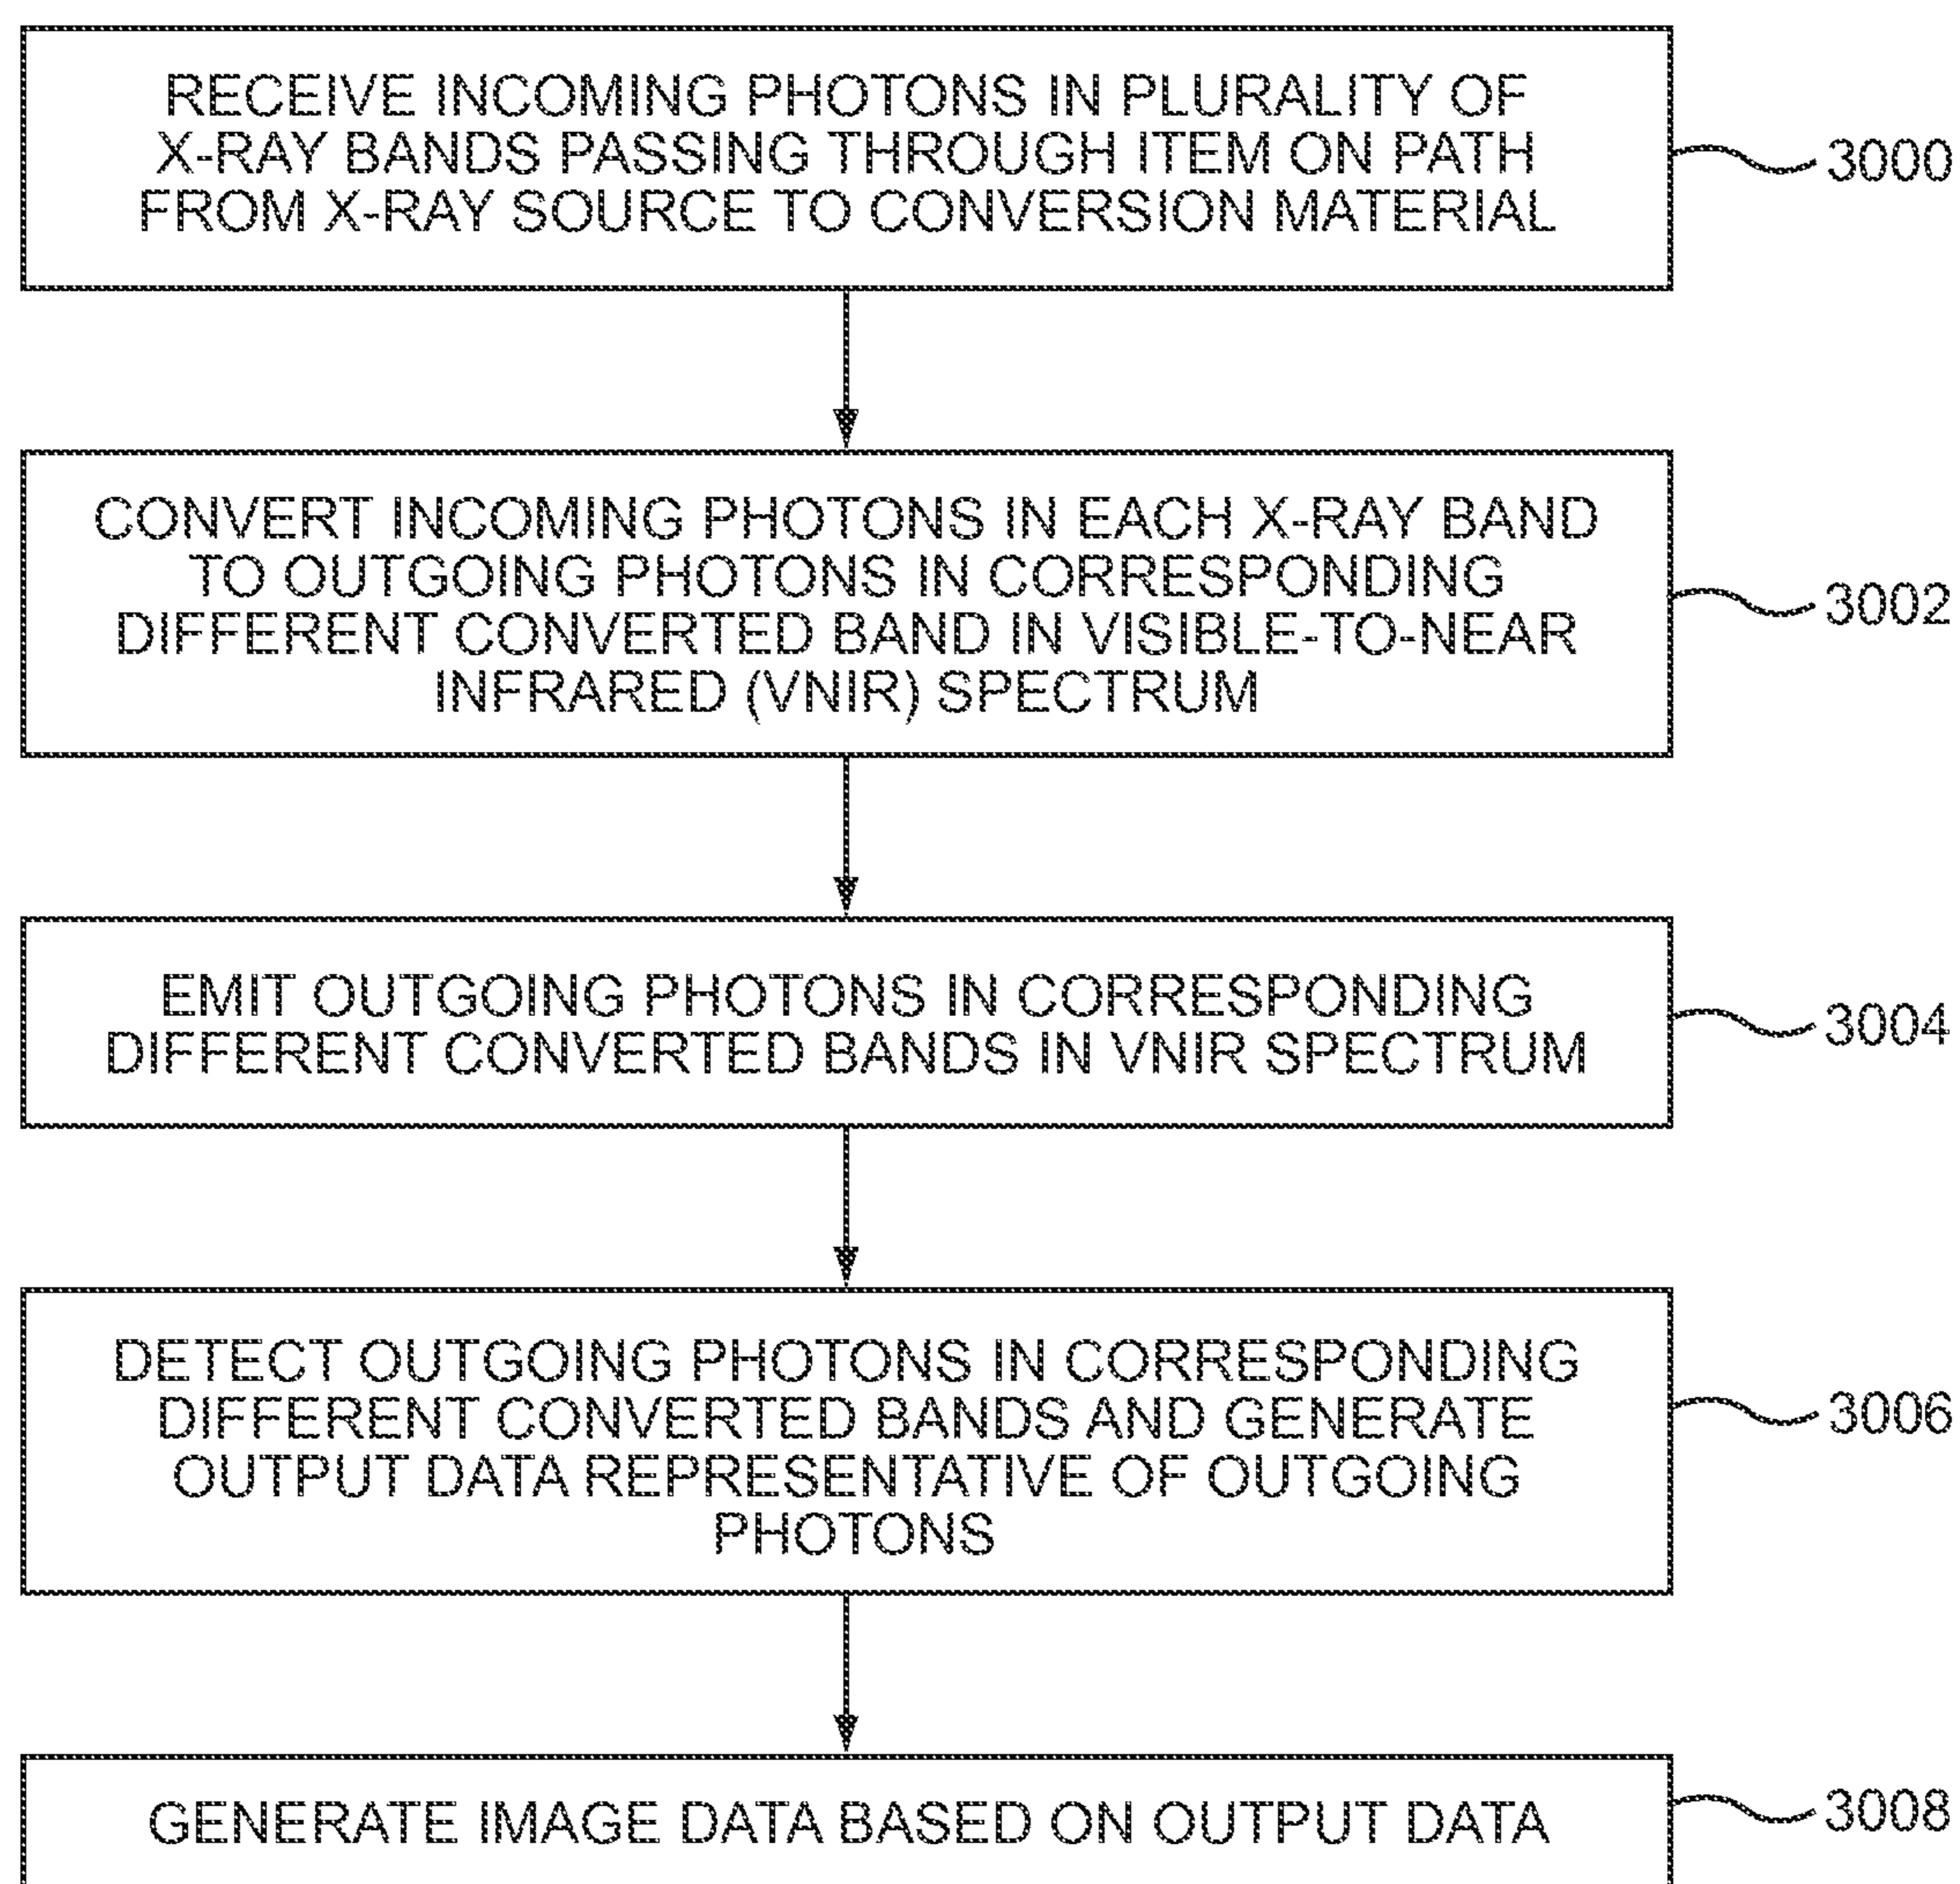 RECEIVE INCOMING PHOTONS IN PLURALITY OF
X-RAY BANDS PASSING THROUGH ITEM ON PATH
FROM X-RAY SOURCE TO CONVERSION MATERIAL
3000
CONVERT INCOMING PHOTONS IN EACH X-RAY BAND
TO OUTGOING PHOTONS IN CORRESPONDING
DIFFERENT CONVERTED BAND IN VISIBLE-TO-NEAR
INFRARED (VNIR) SPECTRUM
3002
EMIT OUTGOING PHOTONS IN CORRESPONDING
DIFFERENT CONVERTED BANDS IN VNIR SPECTRUM
3004
DETECT OUTGOING PHOTONS IN CORRESPONDING
DIFFERENT CONVERTED BANDS AND GENERATE
OUTPUT DATA REPRESENTATIVE OF OUTGOING
PHOTONS
3006
GENERATE IMAGE DATA BASED ON OUTPUT DATA
3008